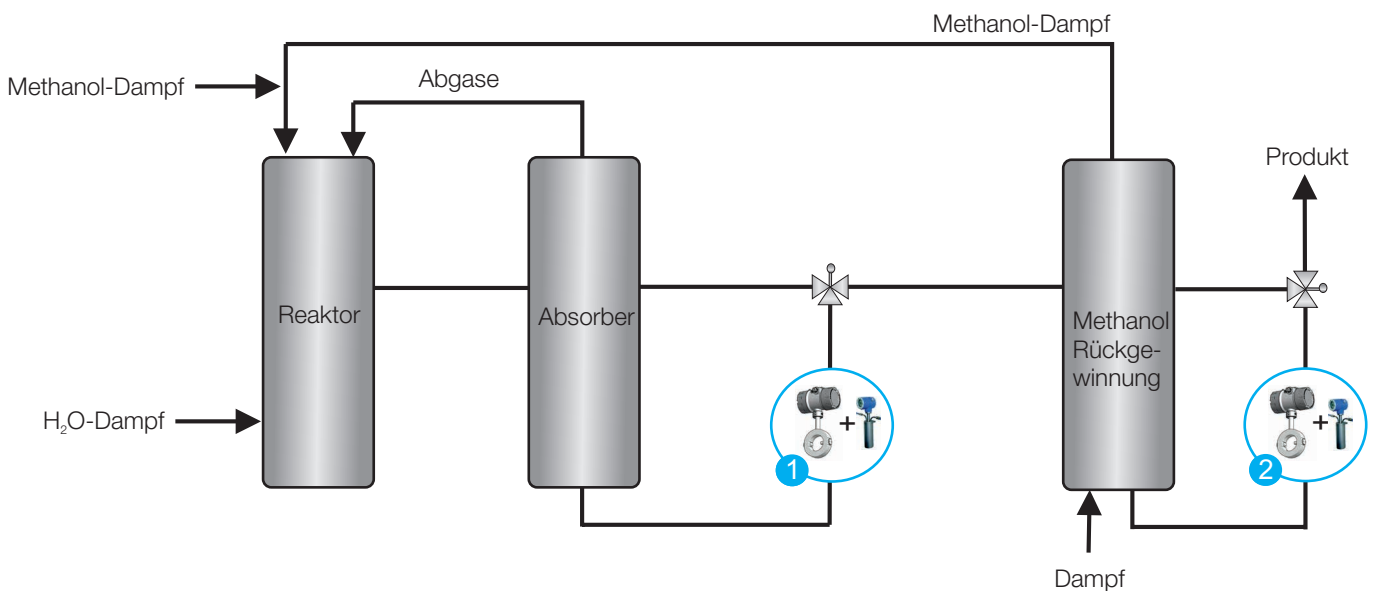 Methanol-Dampf
Methanol-Dampf
Abgase
Produkt
Reaktor
Absorber
Methanol
Rückge-
winnung
H₂O-Dampf
+
+
1
2
Dampf